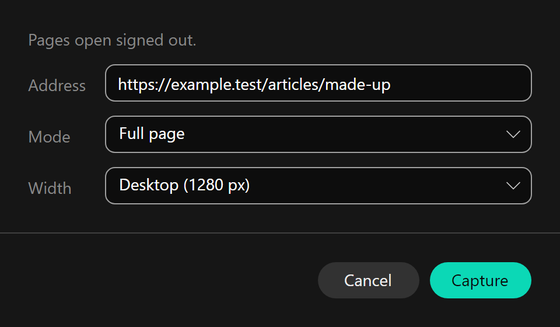 Pages open signed out.
Address https://example.test/articles/made-up
Mode Full page
Width Desktop (1280 px)
Cancel Capture